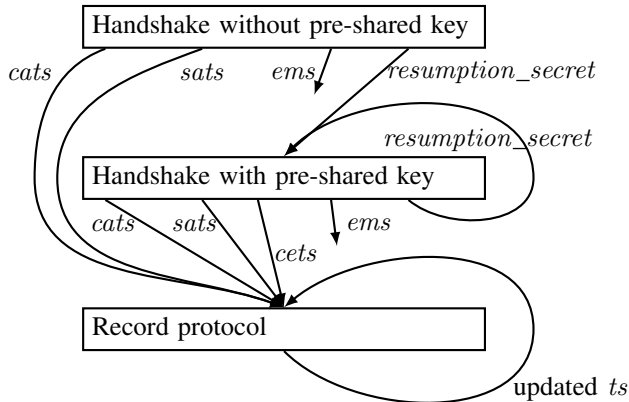 Handshake without pre-shared key
cats
sats
ems
resumption_secret
resumption_secret
Handshake with pre-shared key
cats
sats
ems
cets
Record protocol
updated ts